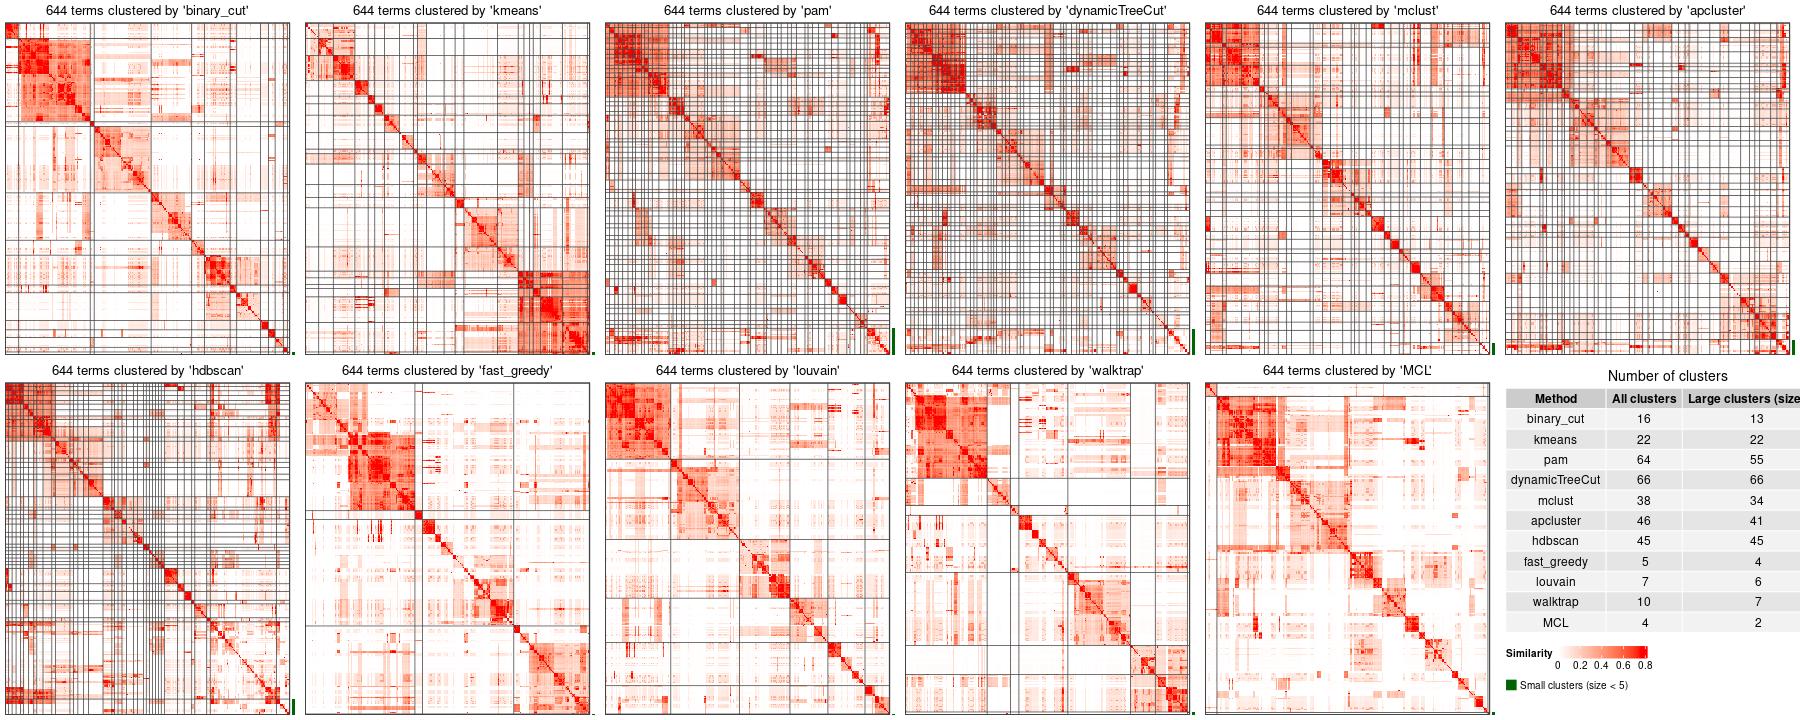 644 terms clustered by 'binary_cut'
644 terms clustered by 'kmeans'
644 terms clustered by 'pam'
644 terms clustered by 'dynamicTreeCut'
644 terms clustered by 'mclust'
644 terms clustered by 'apcluster'
644 terms clustered by 'hdbscan'
644 terms clustered by 'fast_greedy'
644 terms clustered by 'louvain'
644 terms clustered by 'walktrap'
644 terms clustered by 'MCL'
Number of clusters
Method All clusters Large clusters (size
binary_cut 16 13
kmeans 22 22
pam 64 55
dynamicTreeCut 66 66
mclust 38 34
apcluster 46 41
hdbscan 45 45
fast_greedy 5 4
louvain 7 6
walktrap 10 7
MCL 4 2
Similarity
0 0.2 0.4 0.6 0.8
Small clusters (size < 5)